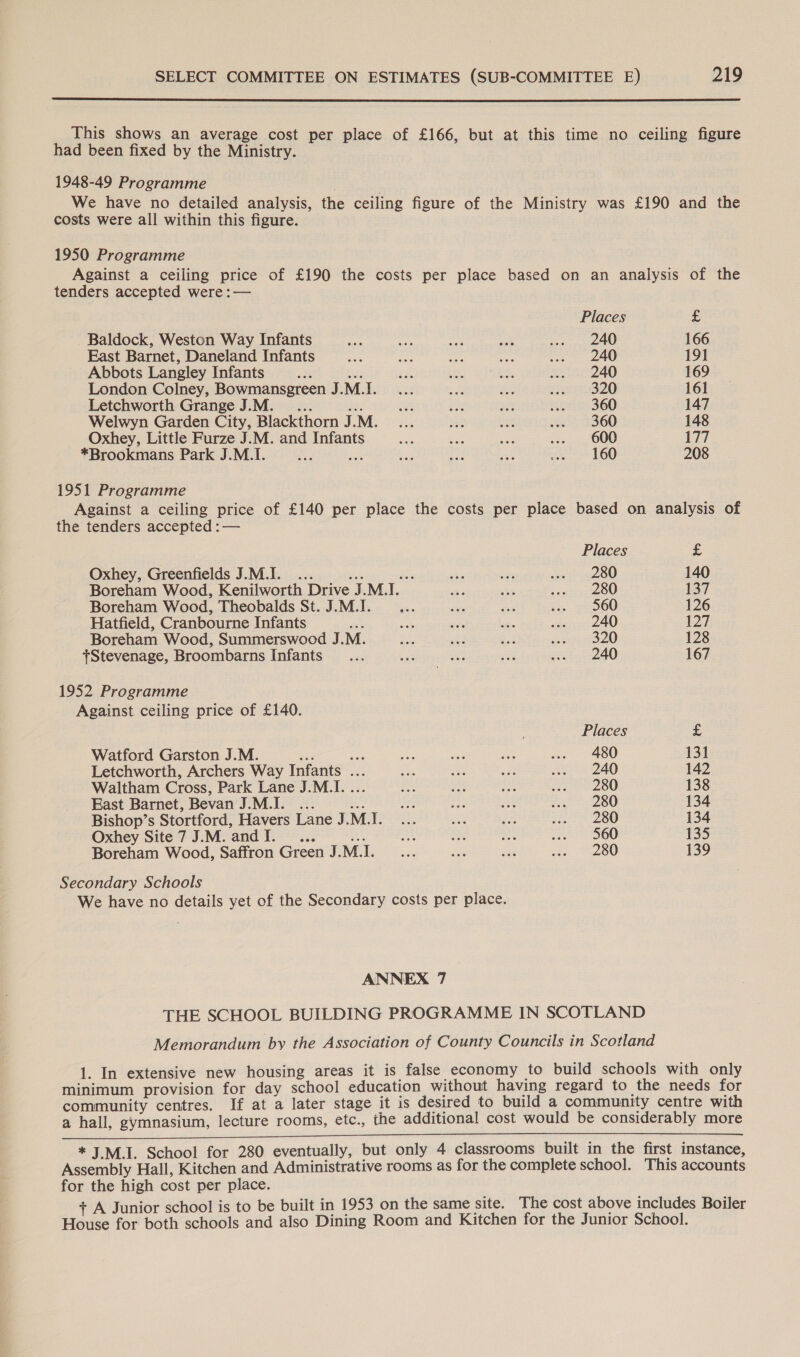 SELECT COMMITTEE ON ESTIMATES (SUB-COMMITTEE E) 219
This shows an average cost per place of £166, but at this time no ceiling figure
had been fixed by the Ministry.
1948-49 Programme
We have no detailed analysis, the ceiling figure of the Ministry was £190 and the
costs were all within this figure.
1950 Programme
Against a ceiling price of £190 the costs per place based on an analysis of the
tenders accepted were:—
Places £
Baldock, Weston Way Infants ... ... ... ... ... 240 166
East Barnet, Daneland Infants ... ... ... ... ... 240 191
Abbots Langley Infants ... ... ... ... ... ... 240 169
London Colney, Bowmansgreen J.M.I. ... ... ... ... 320 161
Letchworth Grange J.M. ... ... ... ... ... ... 360 147
Welwyn Garden City, Blackthorn J.M. ... ... ... ... 360 148
Oxhey, Little Furze J.M. and Infants ... ... ... ... 600 177
*Brookmans Park J.M.I. ... ... ... ... ... ... 160 208
1951 Programme
Against a ceiling price of £140 per place the costs per place based on analysis of
the tenders accepted:—
Places £
Oxhey, Greenfields J.M.I. ... ... ... ... ... ... 280 140
Boreham Wood, Kenilworth Drive J.M.I. ... ... ... 280 137
Boreham Wood, Theobalds St. J.M.I. ... ... ... ... 560 126
Hatfield, Cranbourne Infants ... ... ... ... ... 240 127
Boreham Wood, Summerswood J.M. ... ... ... ... 320 128
†Stevenage, Broombarns Infants ... ... ... ... ... 240 167
1952 Programme
Against ceiling price of £140.
Places £
Watford Garston J.M. ... ... ... ... ... ... 480 131
Letchworth, Archers Way Infants ... ... ... ... ... 240 142
Waltham Cross, Park Lane J.M.I. ... ... ... ... ... 280 138
East Barnet, Bevan J.M.I. ... ... ... ... ... ... 280 134
Bishop's Stortford, Havers Lane J.M.I. ... ... ... ... 280 134
Oxhey Site 7 J.M. and I. ... ... ... ... ... ... 560 135
Boreham Wood, Saffron Green J.M.I. ... ... ... ... 280 139
Secondary Schools
We have no details yet of the Secondary costs per place.
ANNEX 7
THE SCHOOL BUILDING PROGRAMME IN SCOTLAND
Memorandum by the Association of County Councils in Scotland
1. In extensive new housing areas it is false economy to build schools with only
minimum provision for day school education without having regard to the needs for
community centres. If at a later stage it is desired to build a community centre with
a hall, gymnasium, lecture rooms, etc., the additional cost would be considerably more
* J.M.I. School for 280 eventually, but only 4 classrooms built in the first instance,
Assembly Hall, Kitchen and Administrative rooms as for the complete school. This accounts
for the high cost per place.
† A Junior school is to be built in 1953 on the same site. The cost above includes Boiler
House for both schools and also Dining Room and Kitchen for the Junior School.